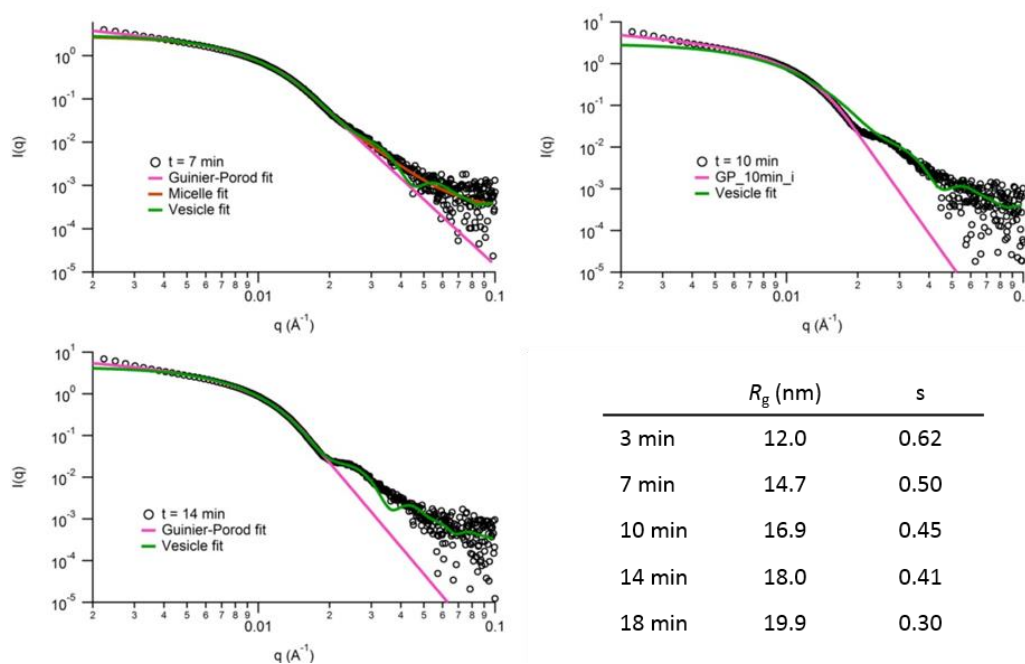 I(q)
10⁰
10⁻¹
10⁻²
10⁻³
10⁻⁴
10⁻⁵
t = 7 min
Guinier-Porod fit
Micelle fit
Vesicle fit
2 3 4 5 6 7 8 9 0.01 2 3 4 5 6 7 8 9 0.1
q (Å⁻¹)
I(q)
10¹
10⁰
10⁻¹
10⁻²
10⁻³
10⁻⁴
10⁻⁵
t = 10 min
GP_10min_i
Vesicle fit
2 3 4 5 6 7 8 9 0.01 2 3 4 5 6 7 8 9 0.1
q (Å⁻¹)
I(q)
10¹
10⁰
10⁻¹
10⁻²
10⁻³
10⁻⁴
10⁻⁵
t = 14 min
Guinier-Porod fit
Vesicle fit
2 3 4 5 6 7 8 9 0.01 2 3 4 5 6 7 8 9 0.1
q (Å⁻¹)
Rg (nm) s
3 min 12.0 0.62
7 min 14.7 0.50
10 min 16.9 0.45
14 min 18.0 0.41
18 min 19.9 0.30